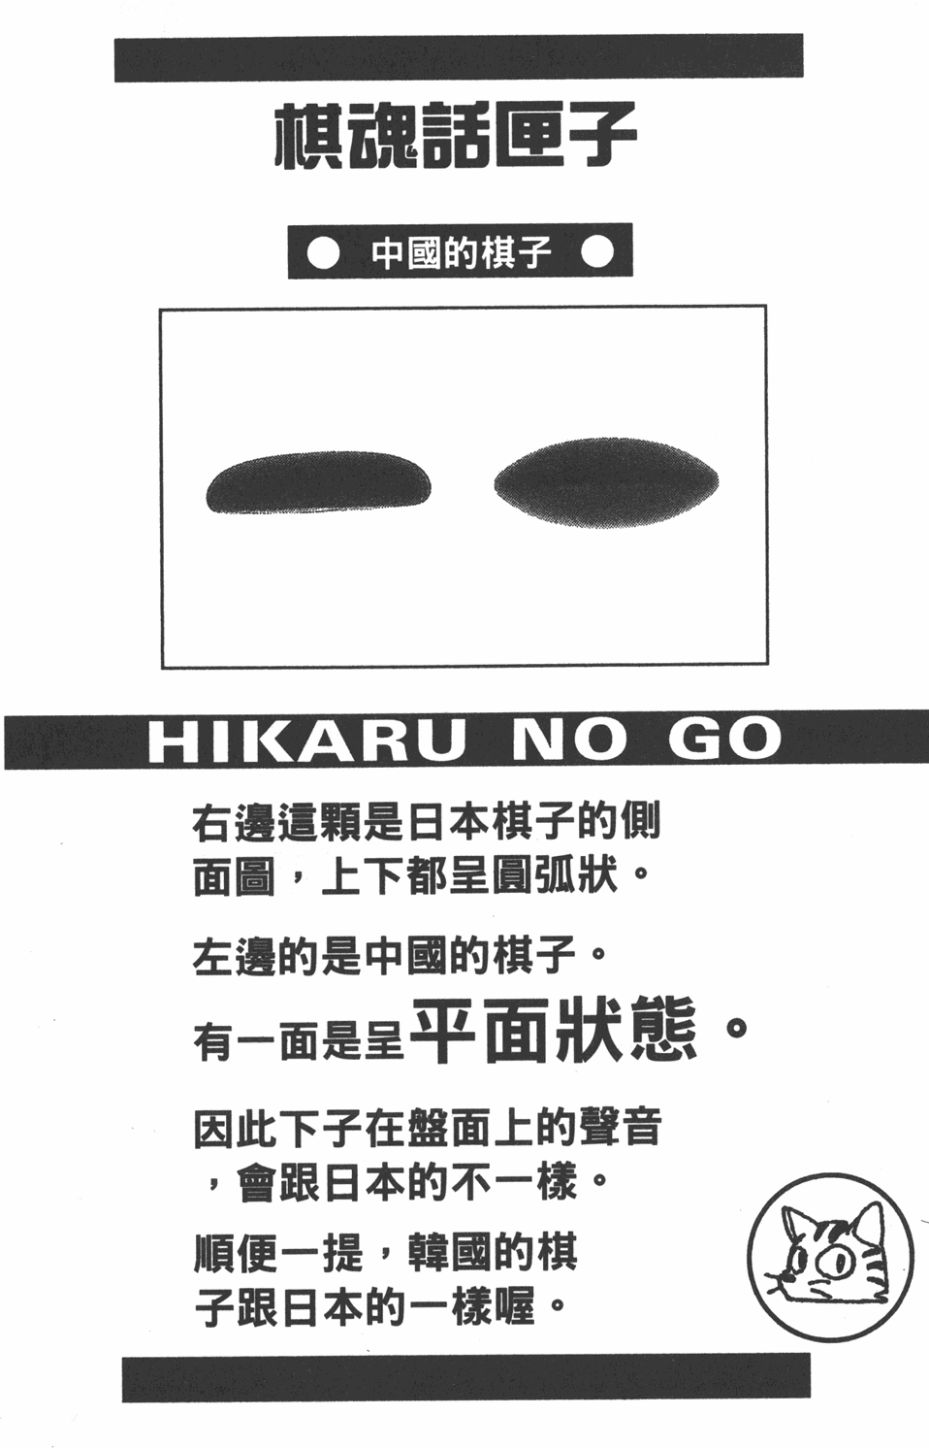 棋魂話匣子
● 中國的棋子 ●
HIKARU NO GO
右邊這顆是日本棋子的側
面圖，上下都呈圓弧狀。
左邊的是中國的棋子。
有一面是呈平面狀態。
因此下子在盤面上的聲音
，會跟日本的不一樣。
順便一提，韓國的棋
子跟日本的一樣喔。